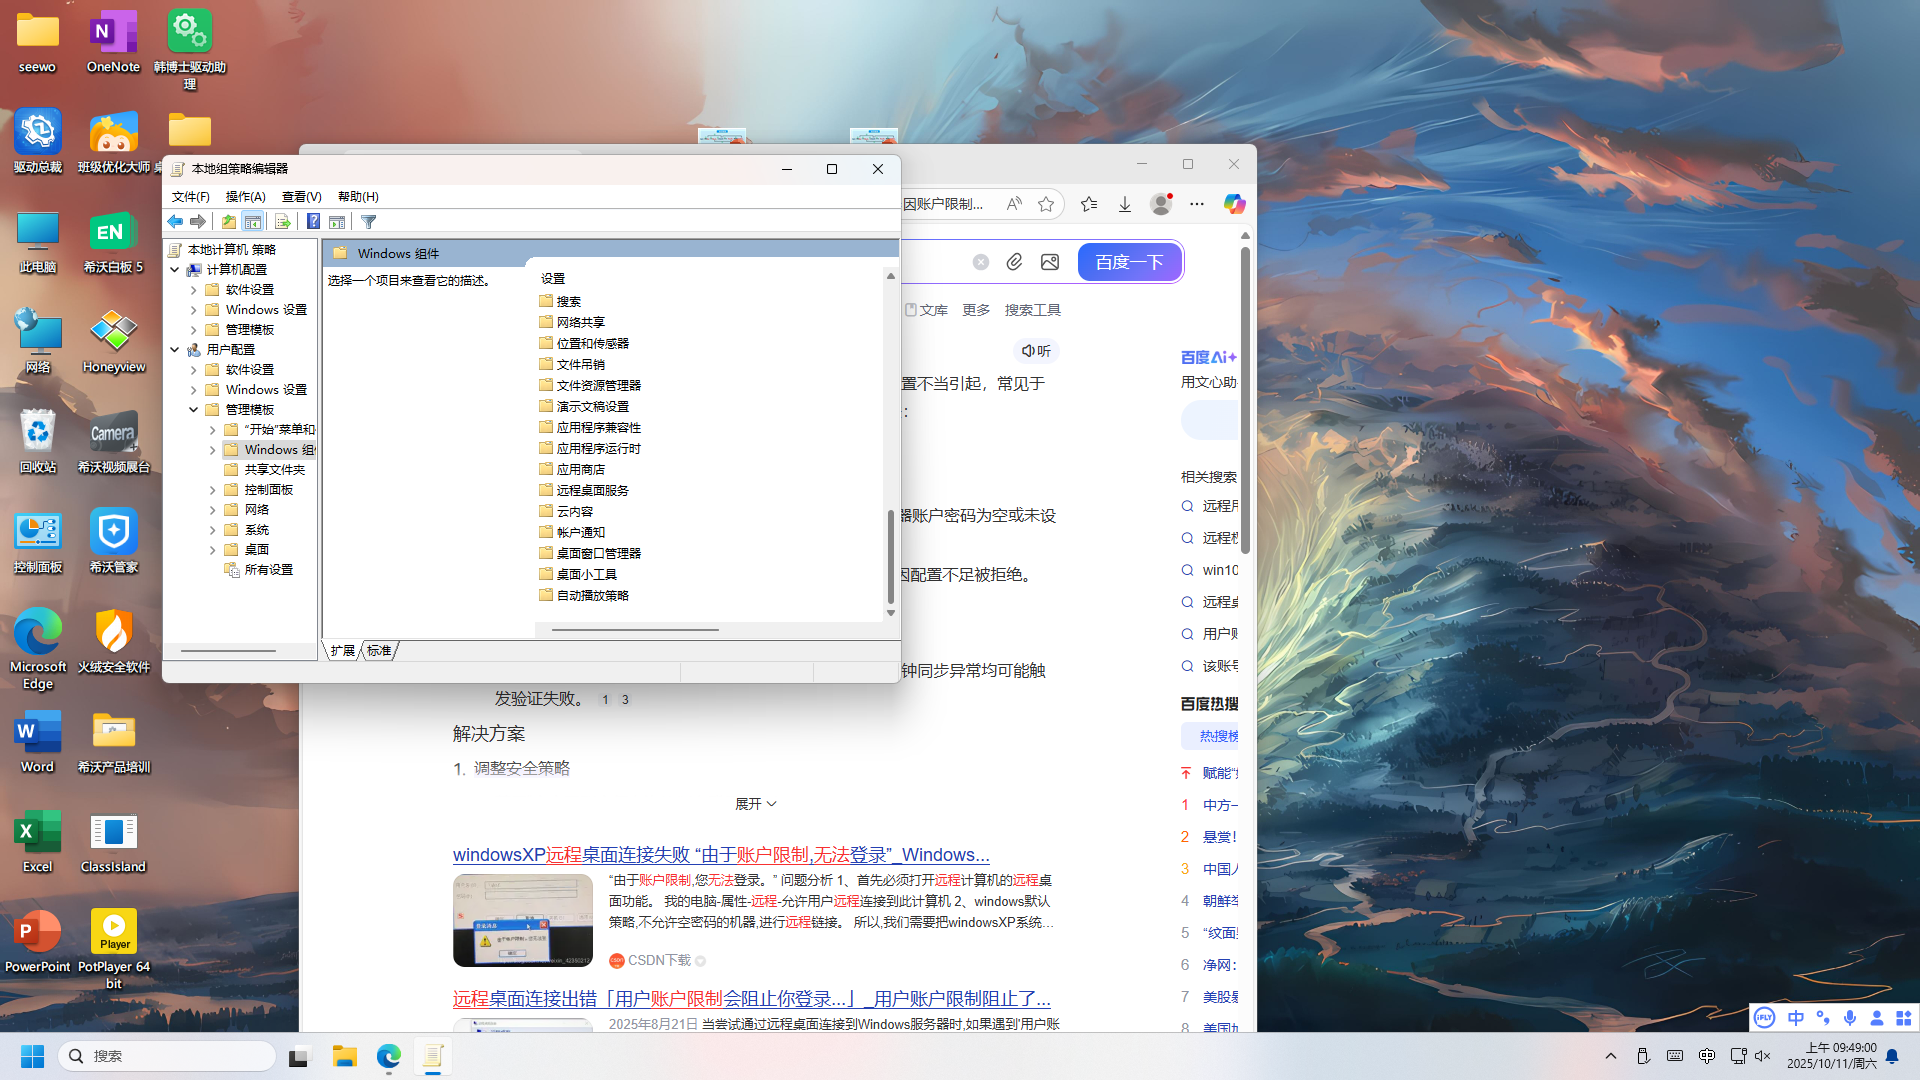 seewo
OneNote
韩博士驱动助
理
驱动总裁
班级优化大师
此电脑
希沃白板 5
网络
Honeyview
回收站
Camera
希沃视频展台
控制面板
希沃管家
Microsoft
Edge
火绒安全软件
Word
希沃产品培训
Excel
ClassIsland
PowerPoint
Player
PotPlayer 64
bit
本地组策略编辑器
文件(F) 操作(A) 查看(V) 帮助(H)
本地计算机 策略
计算机配置
软件设置
Windows 设置
管理模板
用户配置
软件设置
Windows 设置
管理模板
“开始”菜单和
Windows 组
共享文件夹
控制面板
网络
系统
桌面
所有设置
Windows 组件
选择一个项目来查看它的描述。
设置
搜索
网络共享
位置和传感器
文件吊销
文件资源管理器
演示文稿设置
应用程序兼容性
应用程序运行时
应用商店
远程桌面服务
云内容
帐户通知
桌面窗口管理器
桌面小工具
自动播放策略
扩展 标准
因账户限制...
百度一下
文库 更多 搜索工具
听
置不当引起，常见于
：
器账户密码为空或未设
因配置不足被拒绝。
钟同步异常均可能触
发验证失败。 1 3
解决方案
1. 调整安全策略
展开
windowsXP远程桌面连接失败 “由于账户限制,无法登录”_Windows...
“由于账户限制,您无法登录。” 问题分析 1、首先必须打开远程计算机的远程桌
面功能。 我的电脑-属性-远程-允许用户远程连接到此计算机 2、windows默认
策略,不允许空密码的机器,进行远程链接。 所以,我们需要把windowsXP系统...
CSDN下载
远程桌面连接出错「用户账户限制会阻止你登录...」_用户账户限制阻止了...
2025年8月21日 当尝试通过远程桌面连接到Windows服务器时,如果遇到'用户账
百度Ai+
用文心助
相关搜索
远程用
远程权
win10
远程桌
用户账
该账号
百度热搜
热搜榜
赋能“
1 中方一
2 悬赏！
3 中国人
4 朝鲜
5 “纹面
6 净网：
7 美股暴
8 美国加
iFLY 中
搜索
上午 09:49:00
2025/10/11/周六